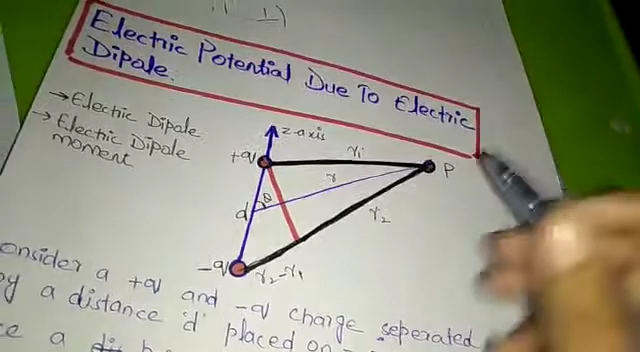 Electric Potential Due To Electric
Dipole.
→ Electric Dipole
→ Electric Dipole
moment
z-axis
+q
r₁
P
r
θ
d
r₂
-q
r₂-r₁
onsider a +q and -q charge seperated
by a distance 'd' placed on
ce a